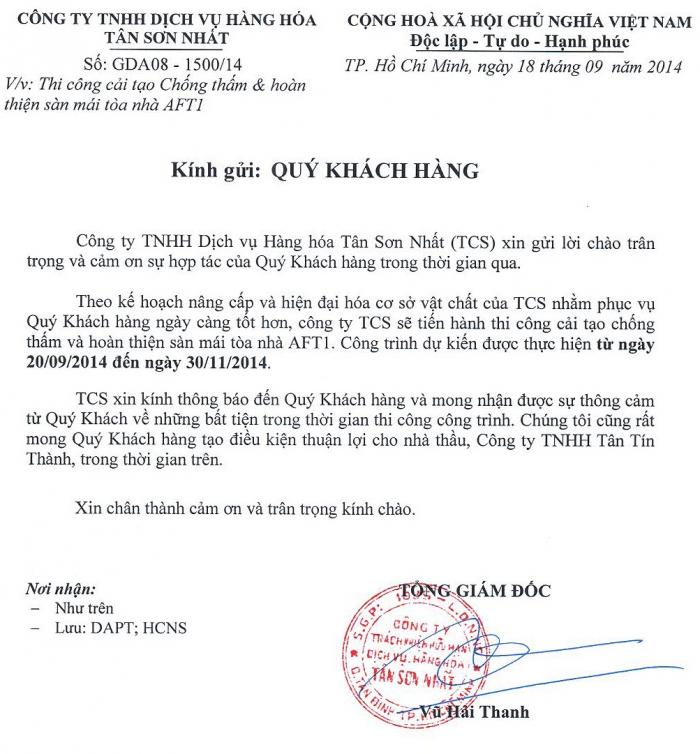 CÔNG TY TNHH DỊCH VỤ HÀNG HÓA
TÂN SƠN NHẤT
Số: GDA08 - 1500/14
V/v: Thi công cải tạo Chống thấm & hoàn
thiện sàn mái tòa nhà AFT1
CỘNG HOÀ XÃ HỘI CHỦ NGHĨA VIỆT NAM
Độc lập - Tự do - Hạnh phúc
TP. Hồ Chí Minh, ngày 18 tháng 09 năm 2014
Kính gửi: QUÝ KHÁCH HÀNG
Công ty TNHH Dịch vụ Hàng hóa Tân Sơn Nhất (TCS) xin gửi lời chào trân
trọng và cảm ơn sự hợp tác của Quý Khách hàng trong thời gian qua.
Theo kế hoạch nâng cấp và hiện đại hóa cơ sở vật chất của TCS nhằm phục vụ
Quý Khách hàng ngày càng tốt hơn, công ty TCS sẽ tiến hành thi công cải tạo chống
thấm và hoàn thiện sàn mái tòa nhà AFT1. Công trình dự kiến được thực hiện từ ngày
20/09/2014 đến ngày 30/11/2014.
TCS xin kính thông báo đến Quý Khách hàng và mong nhận được sự thông cảm
từ Quý Khách về những bất tiện trong thời gian thi công công trình. Chúng tôi cũng rất
mong Quý Khách hàng tạo điều kiện thuận lợi cho nhà thầu, Công ty TNHH Tân Tín
Thành, trong thời gian trên.
Xin chân thành cảm ơn và trân trọng kính chào.
Nơi nhận:
– Như trên
– Lưu: DAPT; HCNS
TỔNG GIÁM ĐỐC
CÔNG TY
TRÁCH NHIỆM HỮU HẠN
DỊCH VỤ HÀNG HÓA
TÂN SƠN NHẤT
Vũ Hải Thanh